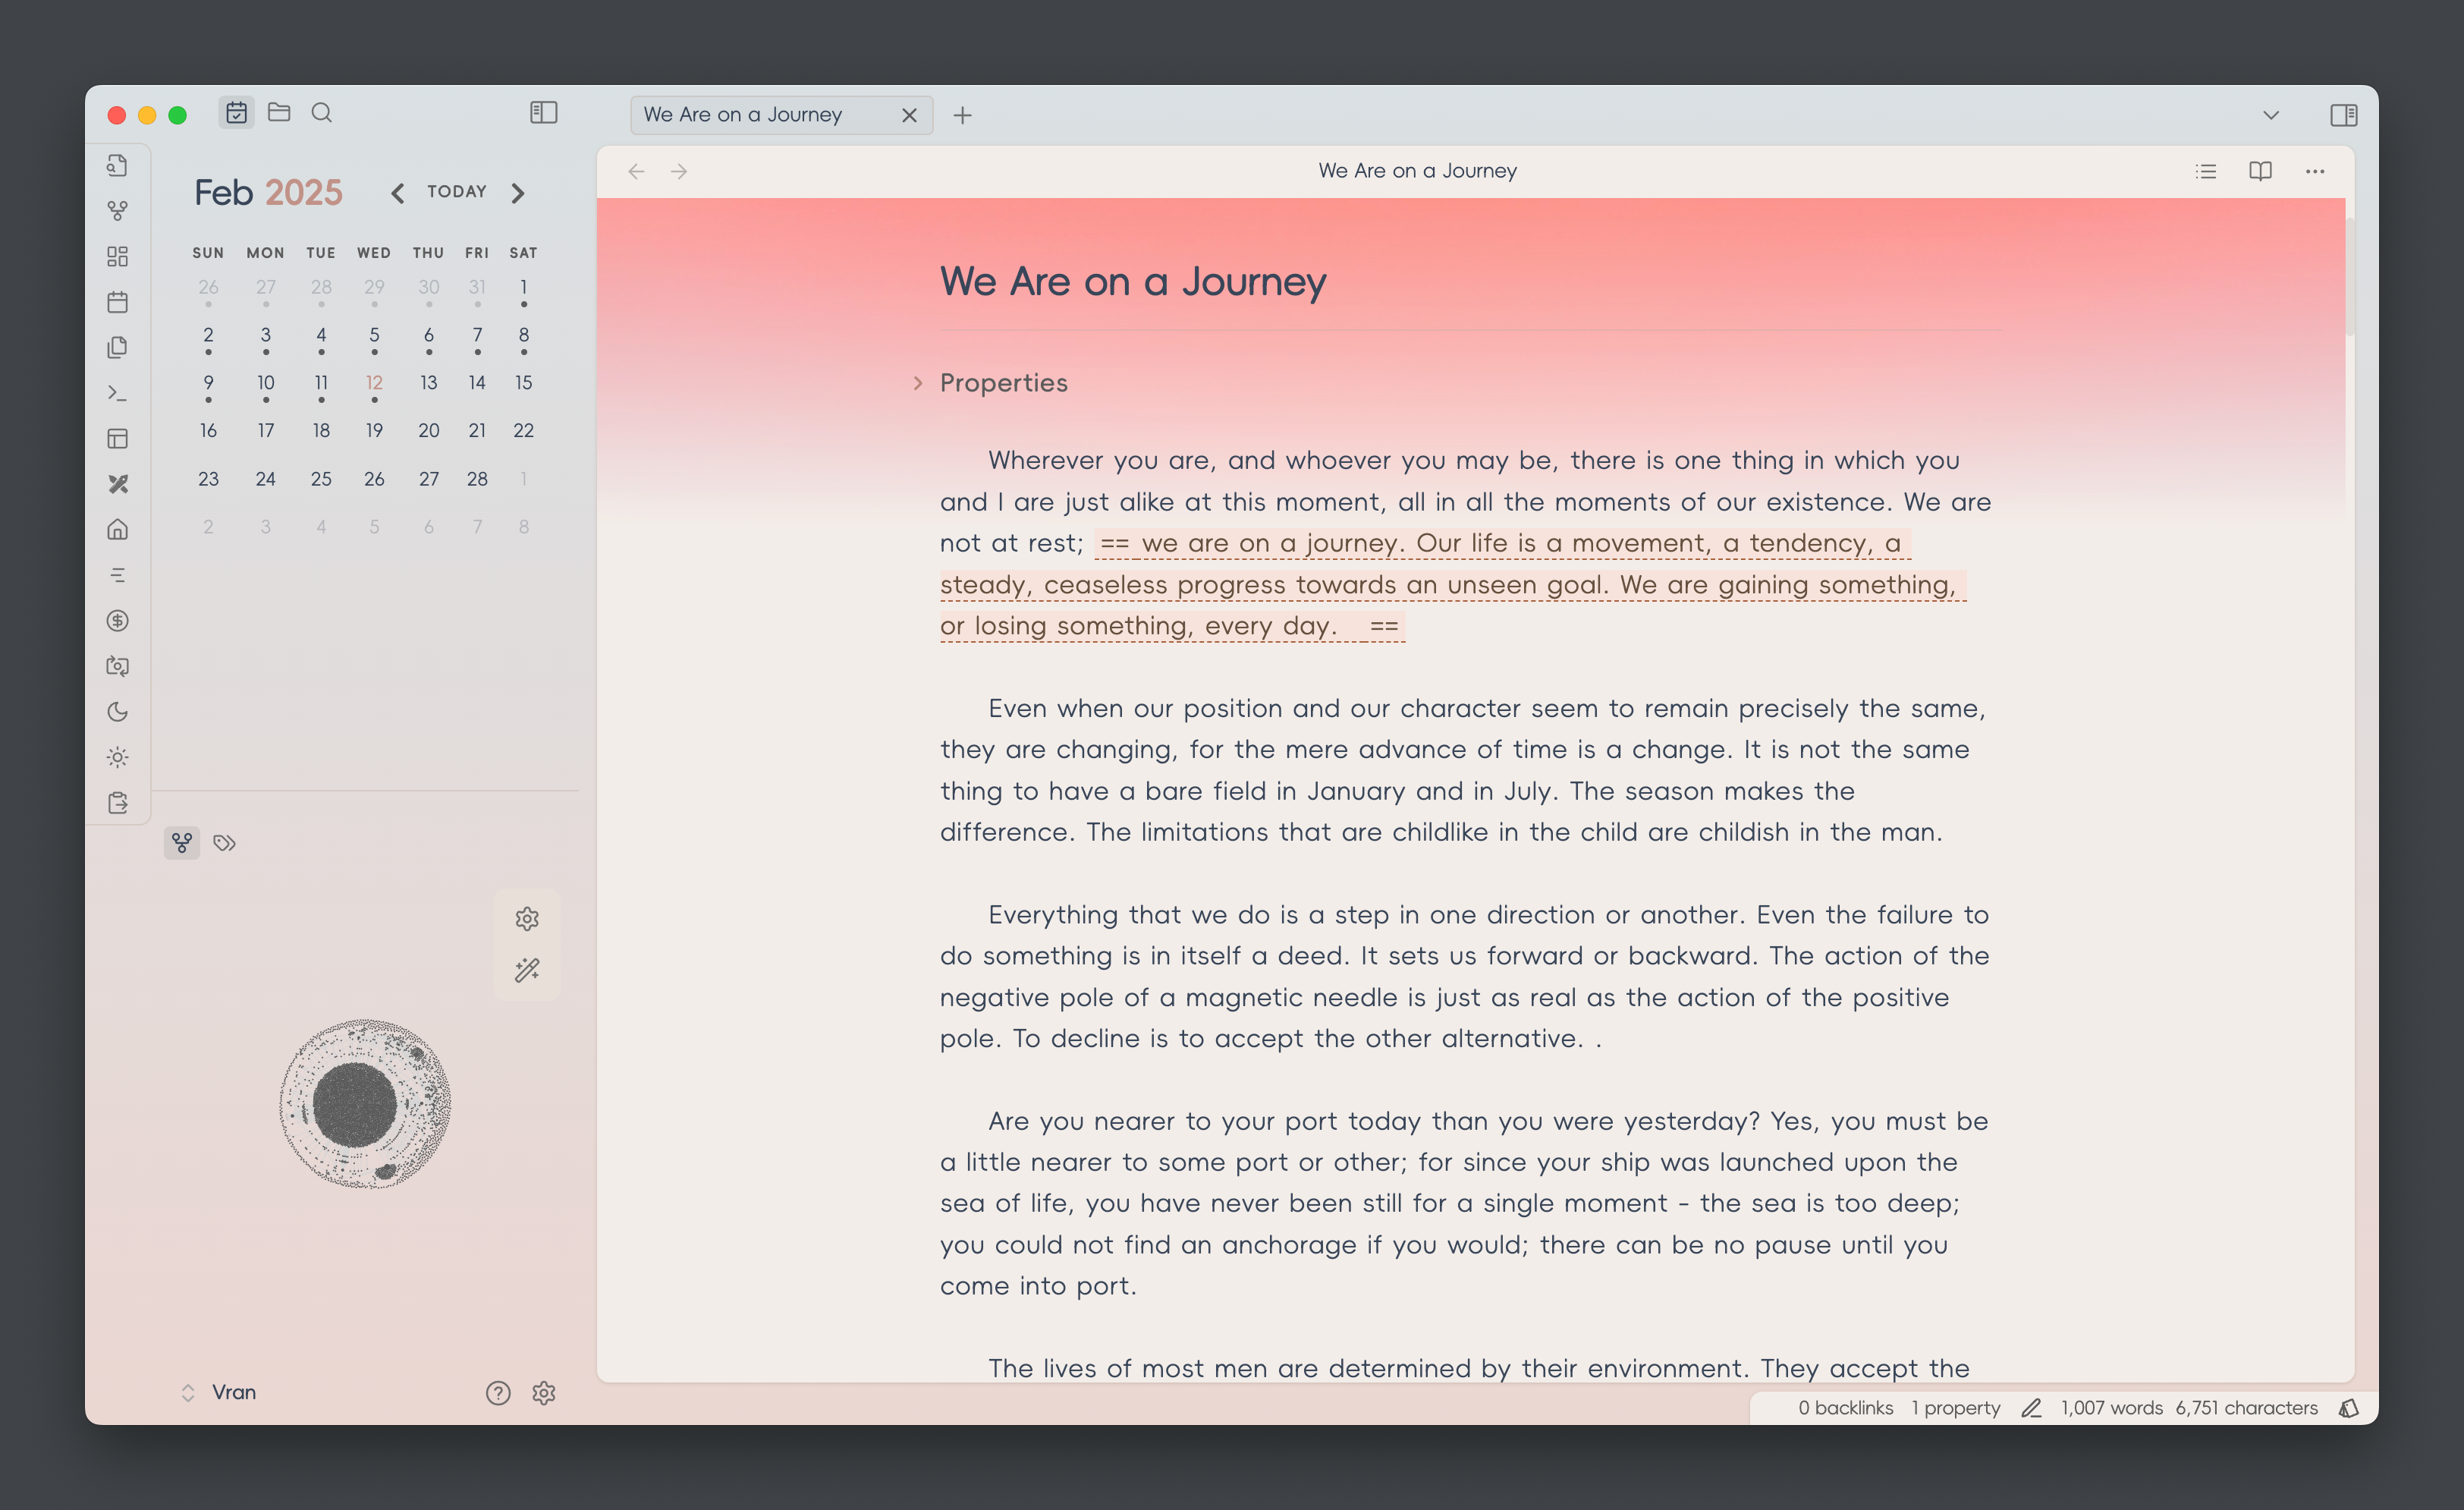 We Are on a Journey
Feb 2025
TODAY
SUN MON TUE WED THU FRI SAT
26 27 28 29 30 31 1
2 3 4 5 6 7 8
9 10 11 12 13 14 15
16 17 18 19 20 21 22
23 24 25 26 27 28 1
2 3 4 5 6 7 8
Vran
We Are on a Journey
We Are on a Journey
Properties
Wherever you are, and whoever you may be, there is one thing in which you
and I are just alike at this moment, all in all the moments of our existence. We are
not at rest; == we are on a journey. Our life is a movement, a tendency, a
steady, ceaseless progress towards an unseen goal. We are gaining something,
or losing something, every day. ==
Even when our position and our character seem to remain precisely the same,
they are changing, for the mere advance of time is a change. It is not the same
thing to have a bare field in January and in July. The season makes the
difference. The limitations that are childlike in the child are childish in the man.
Everything that we do is a step in one direction or another. Even the failure to
do something is in itself a deed. It sets us forward or backward. The action of the
negative pole of a magnetic needle is just as real as the action of the positive
pole. To decline is to accept the other alternative. .
Are you nearer to your port today than you were yesterday? Yes, you must be
a little nearer to some port or other; for since your ship was launched upon the
sea of life, you have never been still for a single moment - the sea is too deep;
you could not find an anchorage if you would; there can be no pause until you
come into port.
The lives of most men are determined by their environment. They accept the
0 backlinks 1 property 1,007 words 6,751 characters